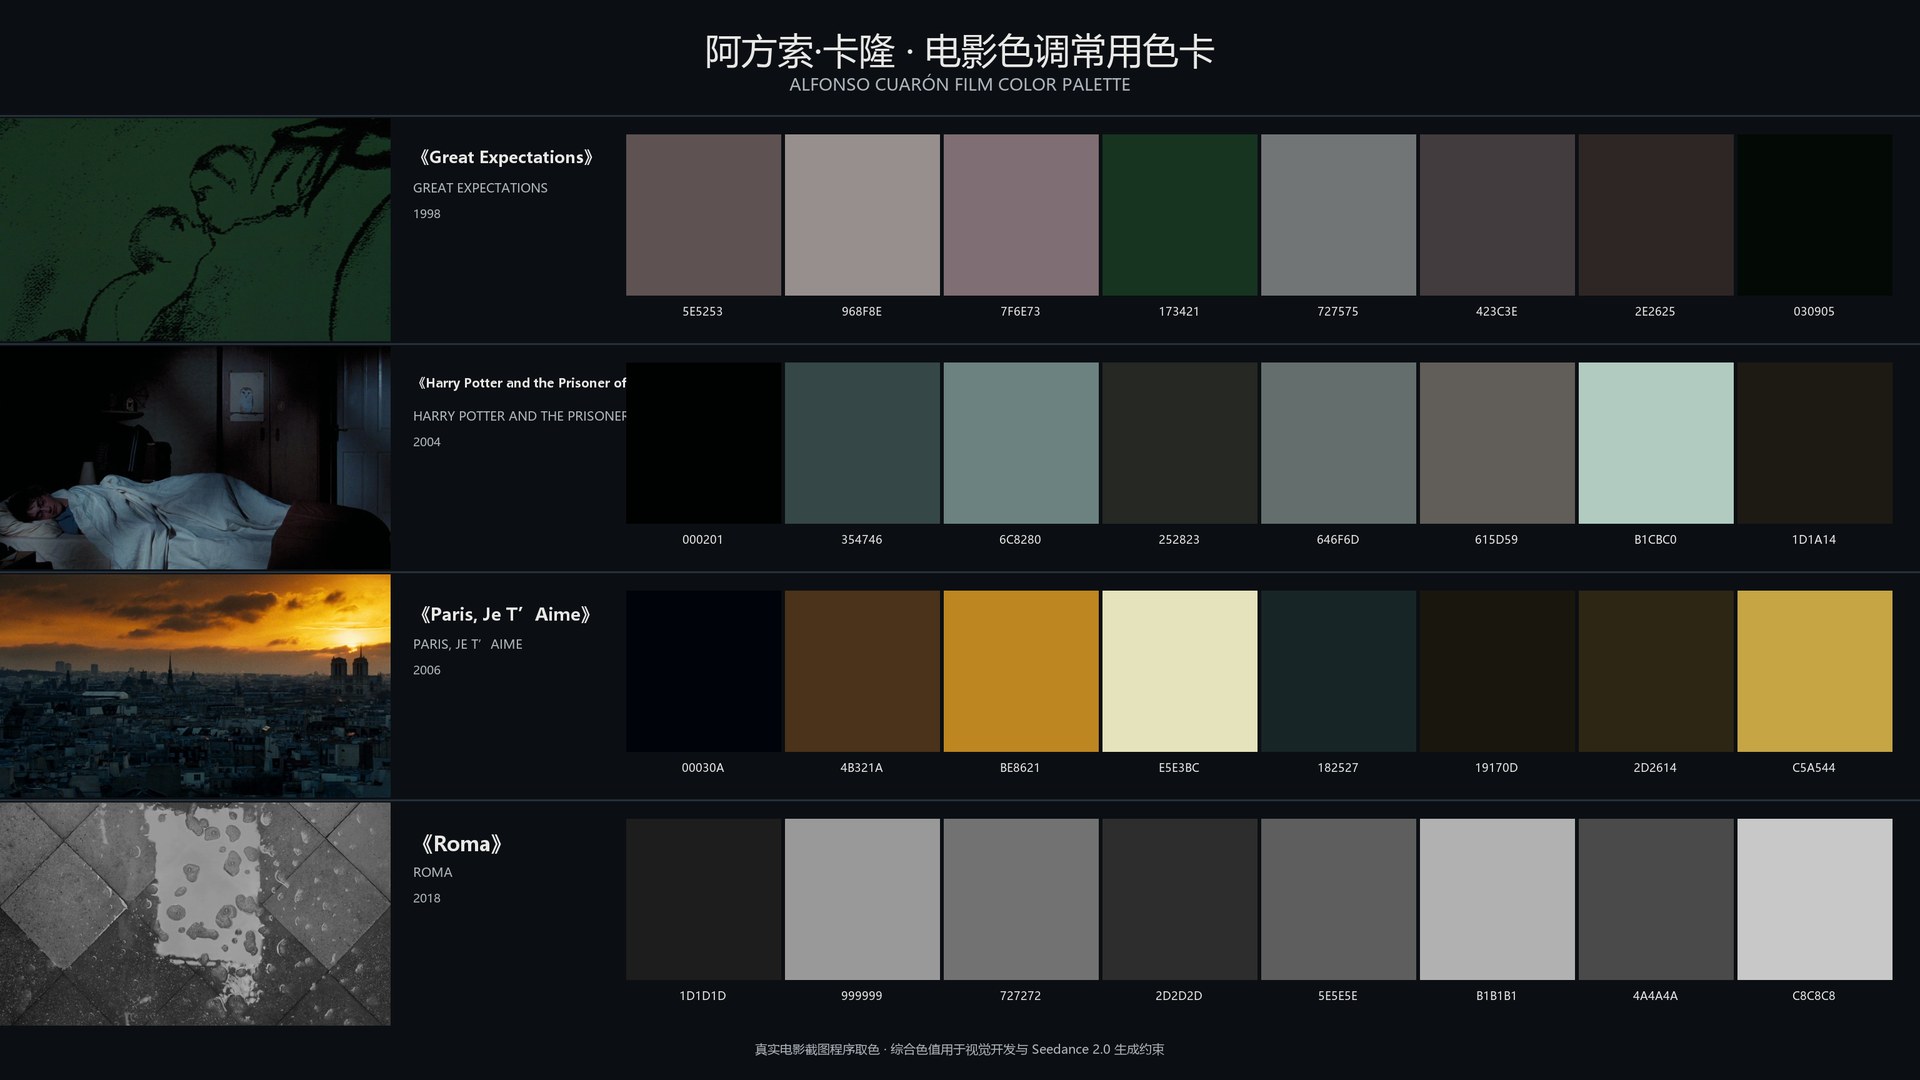 阿方索·卡隆 · 电影色调常用色卡
ALFONSO CUARÓN FILM COLOR PALETTE
《Great Expectations》
GREAT EXPECTATIONS
1998
5E5253 968F8E 7F6E73 173421 727575 423C3E 2E2625 030905
《Harry Potter and the Prisoner of
HARRY POTTER AND THE PRISONER
2004
000201 354746 6C8280 252823 646F6D 615D59 B1CBC0 1D1A14
《Paris, Je T’ Aime》
PARIS, JE T’ AIME
2006
00030A 4B321A BE8621 E5E3BC 182527 19170D 2D2614 C5A544
《Roma》
ROMA
2018
1D1D1D 999999 727272 2D2D2D 5E5E5E B1B1B1 4A4A4A C8C8C8
真实电影截图程序取色 · 综合色值用于视觉开发与 Seedance 2.0 生成约束